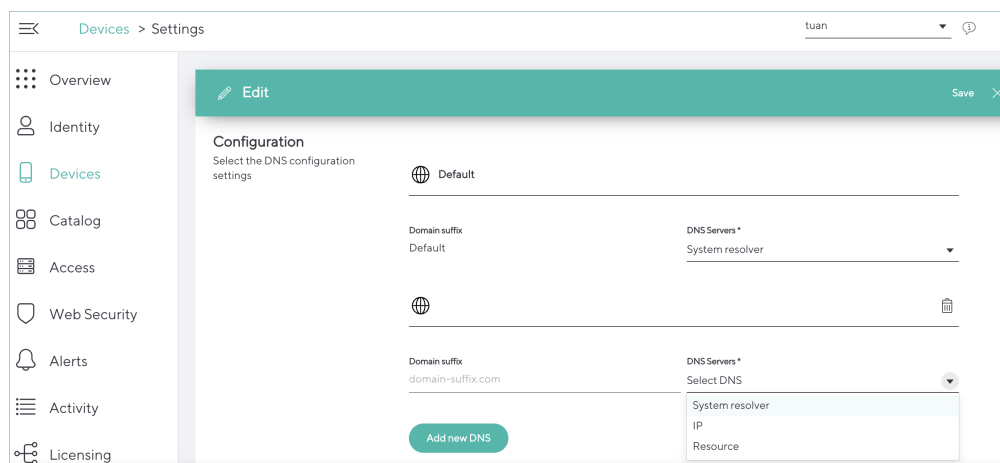 Devices > Settings
tuan
Overview
Identity
Devices
Catalog
Access
Web Security
Alerts
Activity
Licensing
Edit
Save
Configuration
Select the DNS configuration
settings
Default
Domain suffix
Default
DNS Servers *
System resolver
Domain suffix
domain-suffix.com
DNS Servers *
Select DNS
System resolver
IP
Resource
Add new DNS